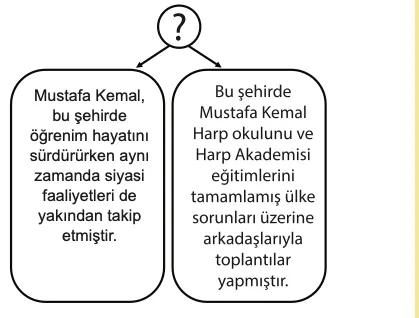 ?
Mustafa Kemal,
bu şehirde
öğrenim hayatını
sürdürürken aynı
zamanda siyasi
faaliyetleri de
yakından takip
etmiştir.
Bu şehirde
Mustafa Kemal
Harp okulunu ve
Harp Akademisi
eğitimlerini
tamamlamış ülke
sorunları üzerine
arkadaşlarıyla
toplantılar
yapmıştır.